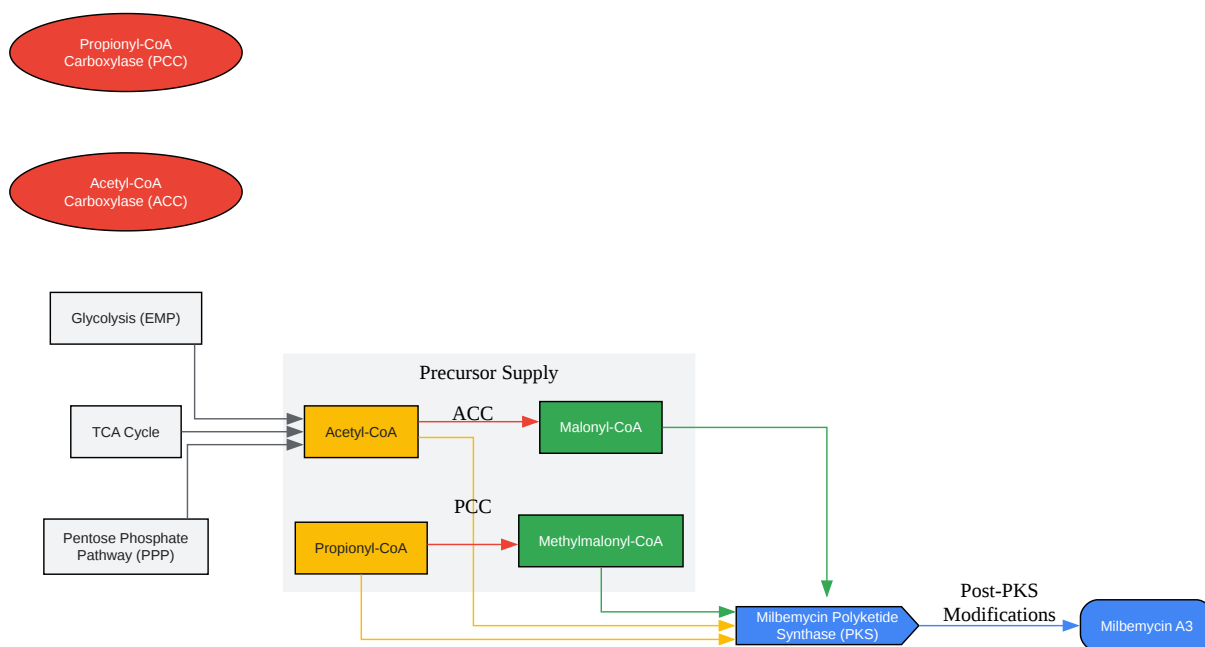 Propionyl-CoA
Carboxylase (PCC)
Acetyl-CoA
Carboxylase (ACC)
Glycolysis (EMP)
Precursor Supply
ACC
TCA Cycle
Acetyl-CoA
Malonyl-CoA
PCC
Pentose Phosphate
Pathway (PPP)
Propionyl-CoA
Methylmalonyl-CoA
Milbemycin Polyketide
Synthase (PKS)
Post-PKS
Modifications
Milbemycin A3